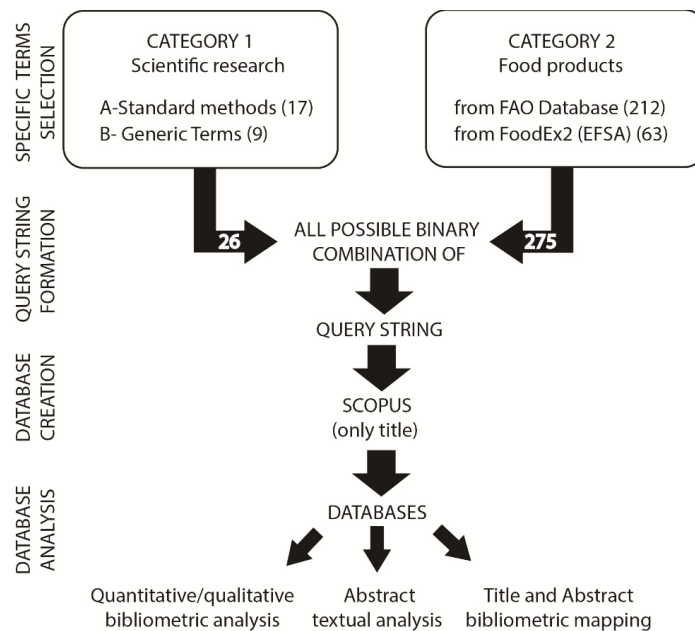 SPECIFIC TERMS
SELECTION
CATEGORY 1
Scientific research
A-Standard methods (17)
B- Generic Terms (9)
CATEGORY 2
Food products
from FAO Database (212)
from FoodEx2 (EFSA) (63)
QUERY STRING
FORMATION
26
ALL POSSIBLE BINARY
COMBINATION OF
275
QUERY STRING
DATABASE
CREATION
SCOPUS
(only title)
DATABASE
ANALYSIS
DATABASES
Quantitative/qualitative
bibliometric analysis
Abstract
textual analysis
Title and Abstract
bibliometric mapping